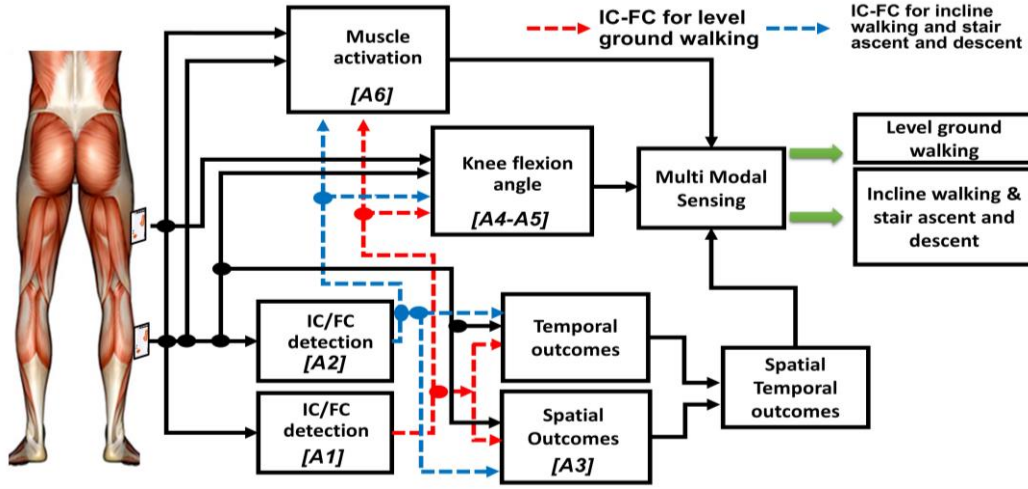 Muscle
activation
[A6]
IC-FC for level
ground walking
IC-FC for incline
walking and stair
ascent and descent
Knee flexion
angle
[A4-A5]
Multi Modal
Sensing
Level ground
walking
Incline walking &
stair ascent and
descent
IC/FC
detection
[A2]
IC/FC
detection
[A1]
Temporal
outcomes
Spatial
Outcomes
[A3]
Spatial
Temporal
outcomes